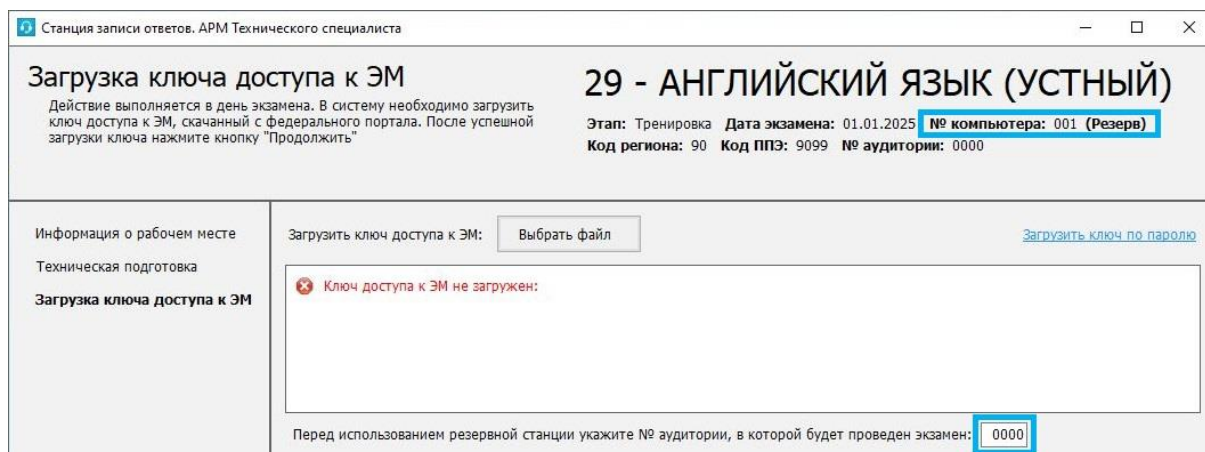 Станция записи ответов. АРМ Технического специалиста
Загрузка ключа доступа к ЭМ
Действие выполняется в день экзамена. В систему необходимо загрузить
ключ доступа к ЭМ, скачанный с федерального портала. После успешной
загрузки ключа нажмите кнопку "Продолжить"
29 - АНГЛИЙСКИЙ ЯЗЫК (УСТНЫЙ)
Этап: Тренировка Дата экзамена: 01.01.2025 № компьютера: 001 (Резерв)
Код региона: 90 Код ППЭ: 9099 № аудитории: 0000
Информация о рабочем месте
Техническая подготовка
Загрузка ключа доступа к ЭМ
Загрузить ключ доступа к ЭМ: Выбрать файл Загрузить ключ по паролю
Ключ доступа к ЭМ не загружен:
Перед использованием резервной станции укажите № аудитории, в которой будет проведен экзамен: 0000